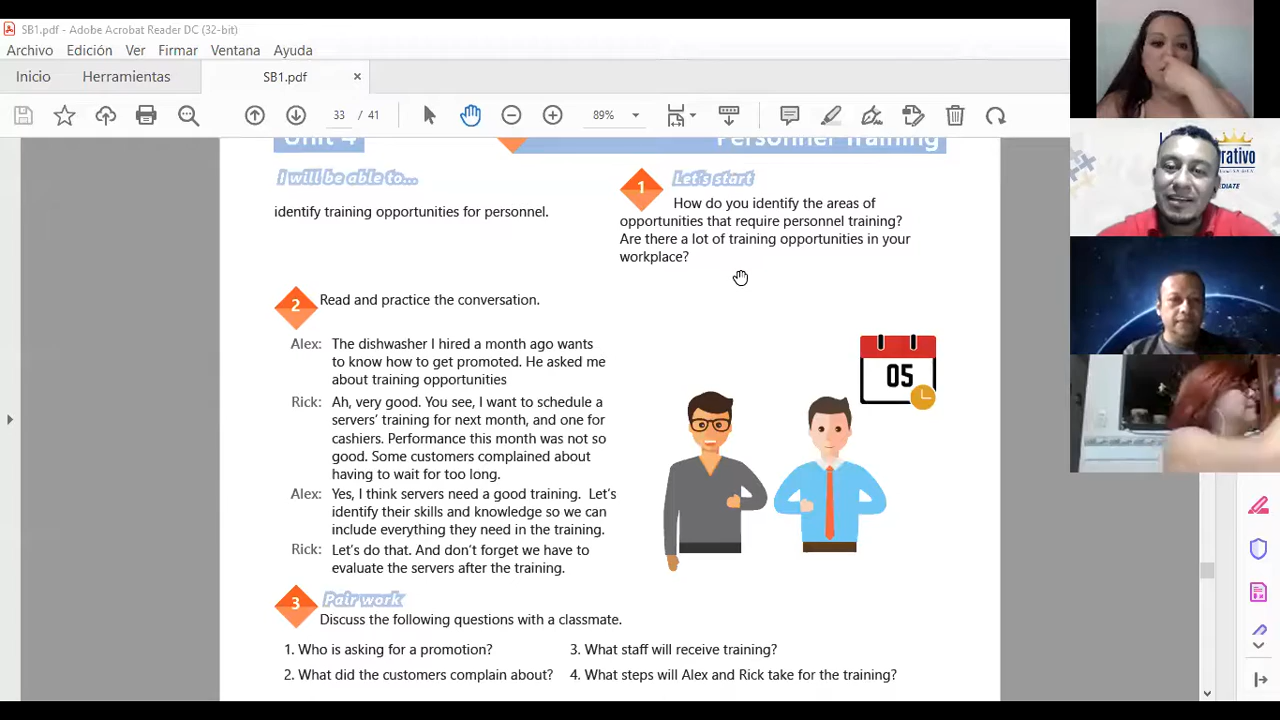 SB1.pdf - Adobe Acrobat Reader DC (32-bit)
Archivo Edición Ver Firmar Ventana Ayuda
Inicio Herramientas SB1.pdf ×
33 / 41 89%
Unit 4 Personnel Training
I will be able to...
identify training opportunities for personnel.
1 Let's start
How do you identify the areas of
opportunities that require personnel training?
Are there a lot of training opportunities in your
workplace?
2 Read and practice the conversation.
Alex: The dishwasher I hired a month ago wants
to know how to get promoted. He asked me
about training opportunities
Rick: Ah, very good. You see, I want to schedule a
servers' training for next month, and one for
cashiers. Performance this month was not so
good. Some customers complained about
having to wait for too long.
Alex: Yes, I think servers need a good training. Let's
identify their skills and knowledge so we can
include everything they need in the training.
Rick: Let's do that. And don't forget we have to
evaluate the servers after the training.
05
3 Pair work
Discuss the following questions with a classmate.
1. Who is asking for a promotion? 3. What staff will receive training?
2. What did the customers complain about? 4. What steps will Alex and Rick take for the training?